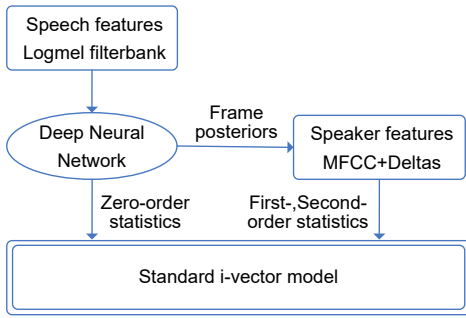 Speech features
Logmel filterbank
Frame
posteriors
Deep Neural
Network
Speaker features
MFCC+Deltas
Zero-order
statistics
First-,Second-
order statistics
Standard i-vector model